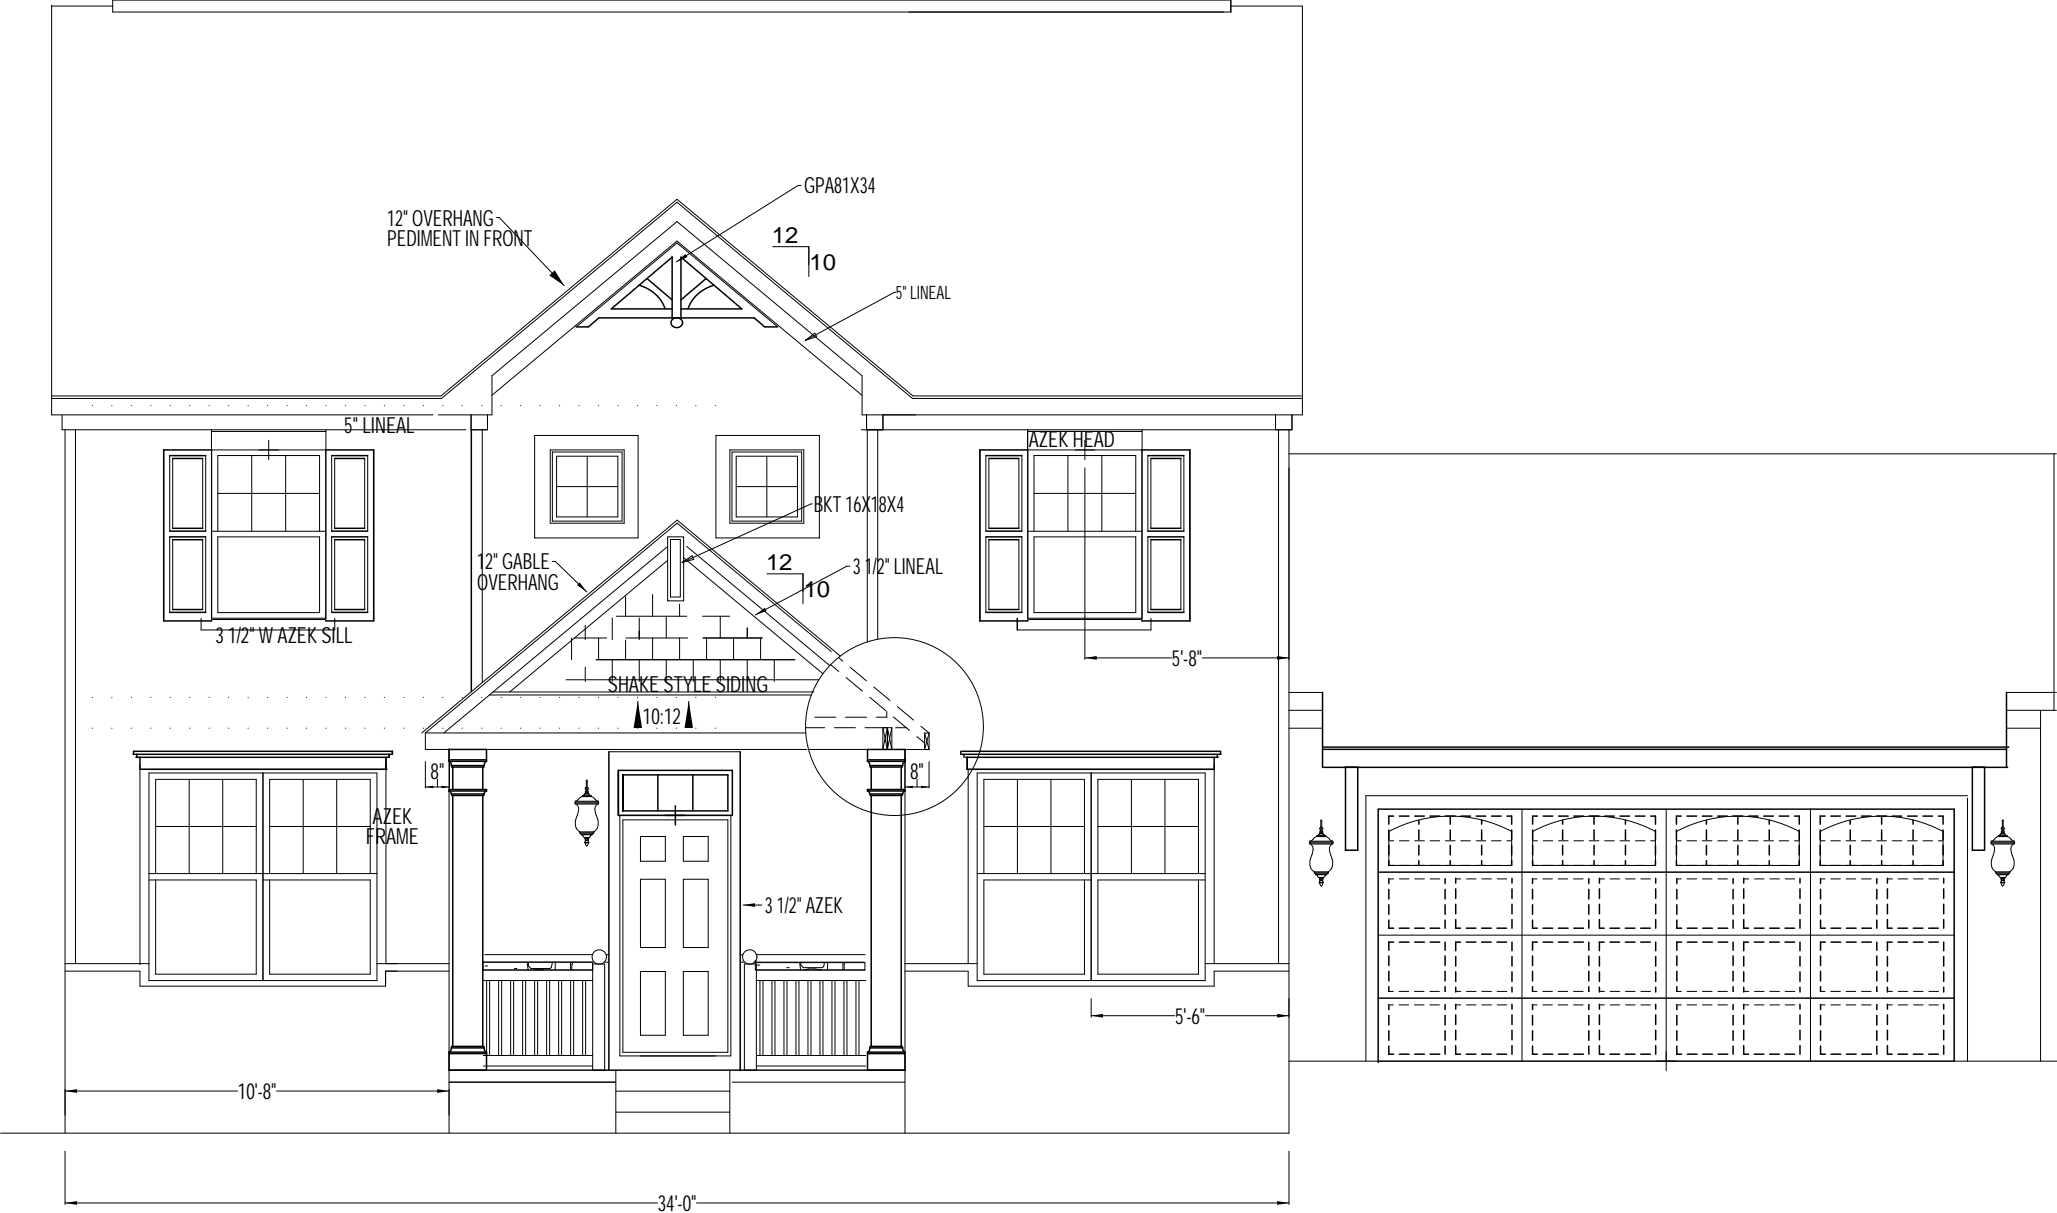 GPA81X34
12" OVERHANG
PEDIMENT IN FRONT
12
10
5" LINEAL
5" LINEAL
AZEK HEAD
BKT 16X18X4
12" GABLE
OVERHANG
12
10
3 1/2" LINEAL
3 1/2" W AZEK SILL
5'-8"
SHAKE STYLE SIDING
10:12
8"
8"
AZEK
FRAME
3 1/2" AZEK
5'-6"
10'-8"
34'-0"